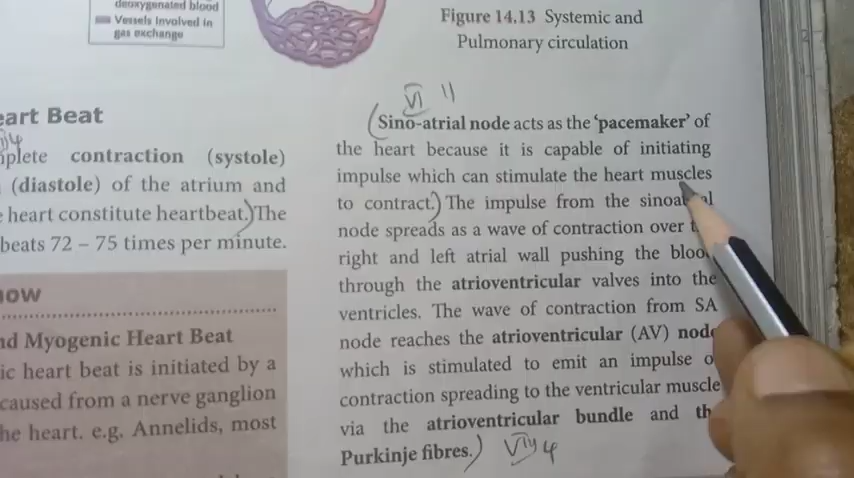 deoxygenated blood
Vessels Involved in
gas exchange
Figure 14.13 Systemic and
Pulmonary circulation
eart Beat
mplete contraction (systole)
(diastole) of the atrium and
heart constitute heartbeat.) The
beats 72 – 75 times per minute.
now
nd Myogenic Heart Beat
ic heart beat is initiated by a
caused from a nerve ganglion
he heart. e.g. Annelids, most
VI 11
(Sino-atrial node acts as the ‘pacemaker’ of
the heart because it is capable of initiating
impulse which can stimulate the heart muscles
to contract.) The impulse from the
node spreads as a wave of contraction over
right and left atrial wall pushing the
through the atrioventricular valves into the
ventricles. The wave of contraction from SA
node reaches the atrioventricular (AV) node
which is stimulated to emit an impulse o
contraction spreading to the ventricular muscle
via the atrioventricular bundle and th
Purkinje fibres.)